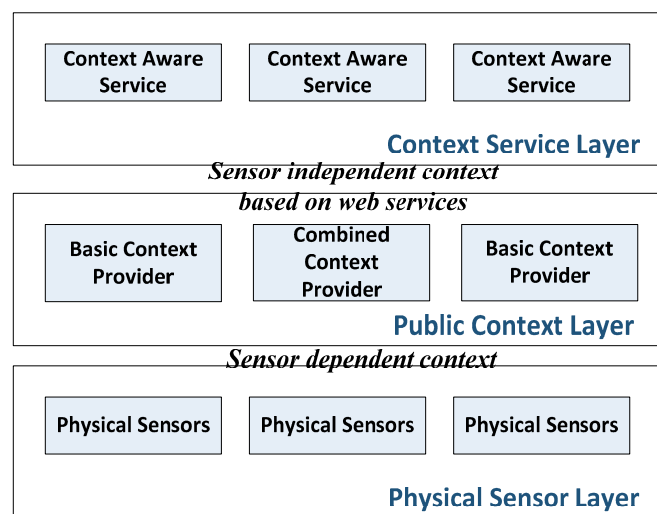 Context Aware Context Aware Context Aware
Service Service Service
Context Service Layer
Sensor independent context
based on web services
Basic Context Combined Basic Context
Provider Context Provider
Provider
Public Context Layer
Sensor dependent context
Physical Sensors Physical Sensors Physical Sensors
Physical Sensor Layer